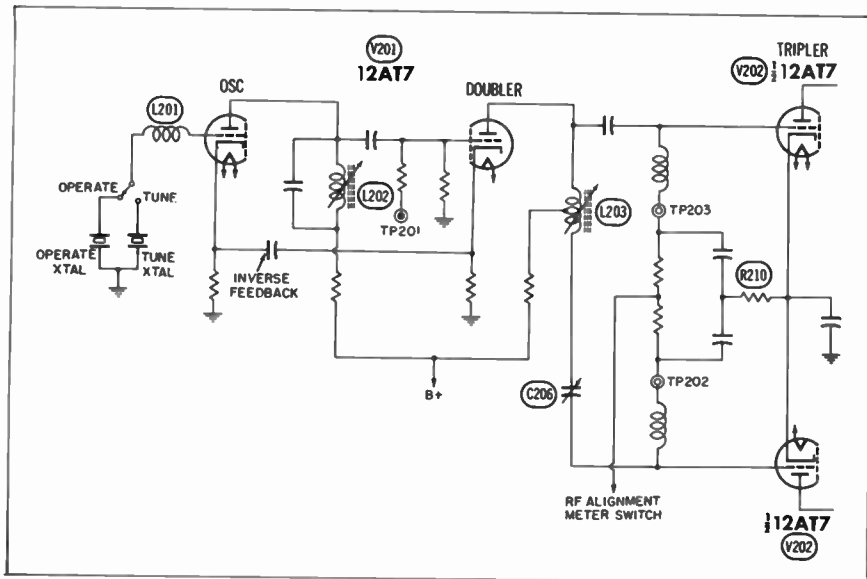 V201
12AT7
OSC
DOUBLER
TRIPLER
V202 ½ 12AT7
L201
OPERATE
TUNE
OPERATE
XTAL
TUNE
XTAL
L202
TP201
INVERSE
FEEDBACK
B+
L203
TP203
R210
C206
TP202
RF ALIGNMENT
METER SWITCH
½ 12AT7
V202